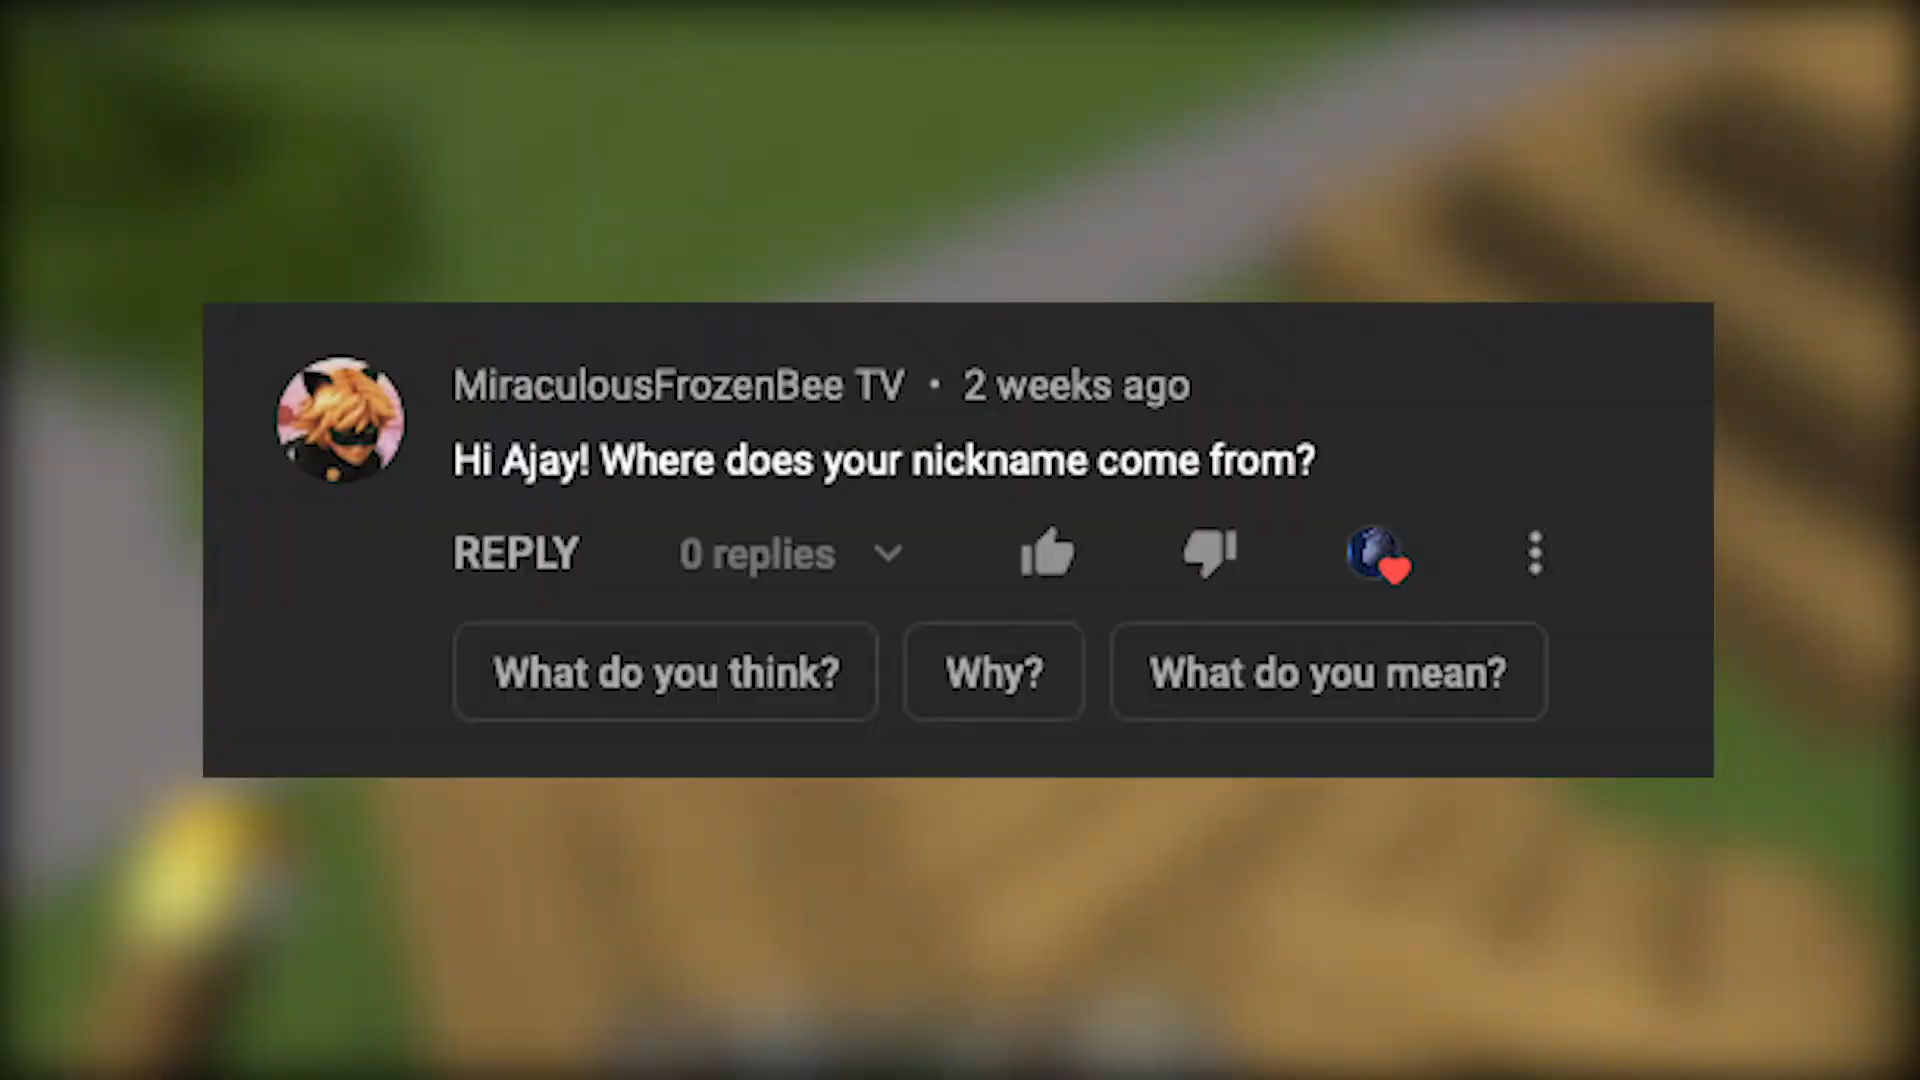 MiraculousFrozenBee TV • 2 weeks ago
Hi Ajay! Where does your nickname come from?
REPLY 0 replies
What do you think? Why? What do you mean?